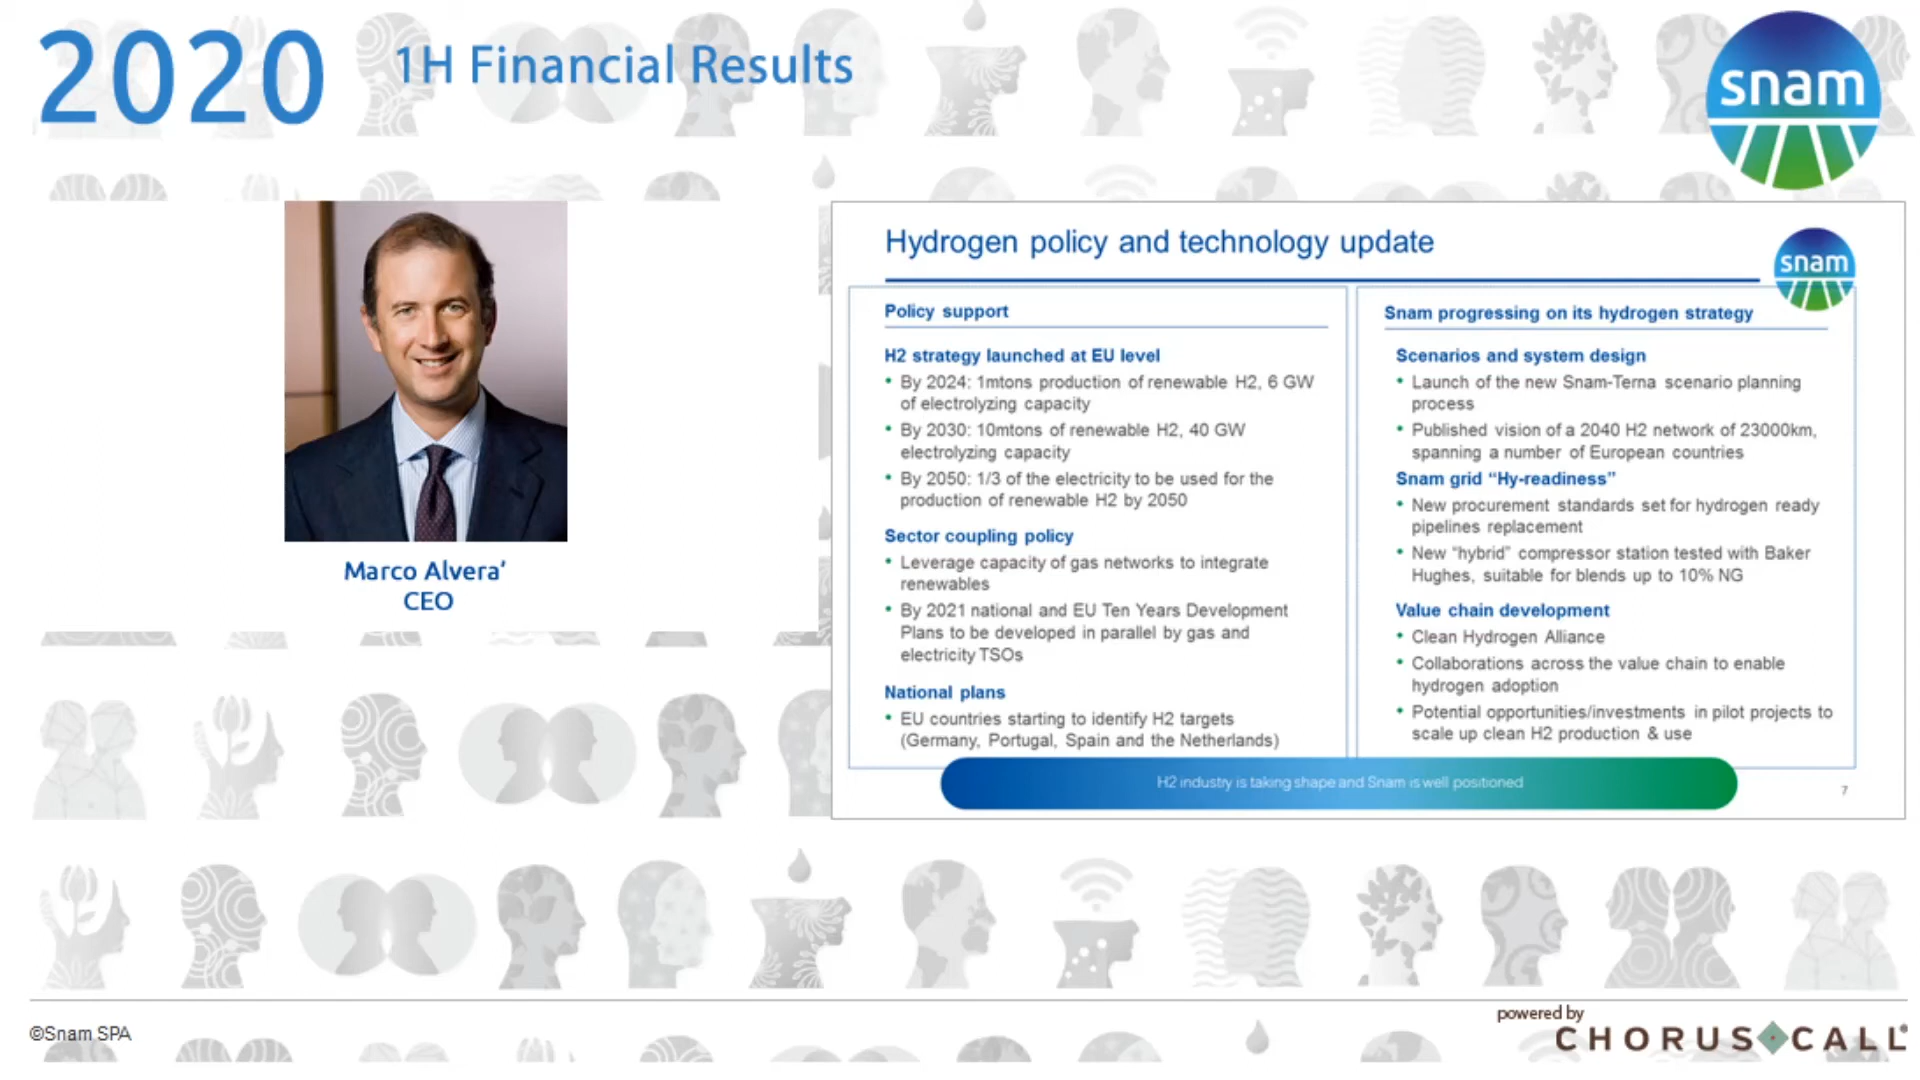 2020
1H Financial Results
snam
Marco Alvera’
CEO
Hydrogen policy and technology update
snam
Policy support
H2 strategy launched at EU level
• By 2024: 1mtons production of renewable H2, 6 GW
of electrolyzing capacity
• By 2030: 10mtons of renewable H2, 40 GW
electrolyzing capacity
• By 2050: 1/3 of the electricity to be used for the
production of renewable H2 by 2050
Sector coupling policy
• Leverage capacity of gas networks to integrate
renewables
• By 2021 national and EU Ten Years Development
Plans to be developed in parallel by gas and
electricity TSOs
National plans
• EU countries starting to identify H2 targets
(Germany, Portugal, Spain and the Netherlands)
Snam progressing on its hydrogen strategy
Scenarios and system design
• Launch of the new Snam-Terna scenario planning
process
• Published vision of a 2040 H2 network of 23000km,
spanning a number of European countries
Snam grid “Hy-readiness”
• New procurement standards set for hydrogen ready
pipelines replacement
• New “hybrid” compressor station tested with Baker
Hughes, suitable for blends up to 10% NG
Value chain development
• Clean Hydrogen Alliance
• Collaborations across the value chain to enable
hydrogen adoption
• Potential opportunities/investments in pilot projects to
scale up clean H2 production & use
H2 industry is taking shape and Snam is well positioned
7
©Snam SPA
powered by
CHORUS CALL®